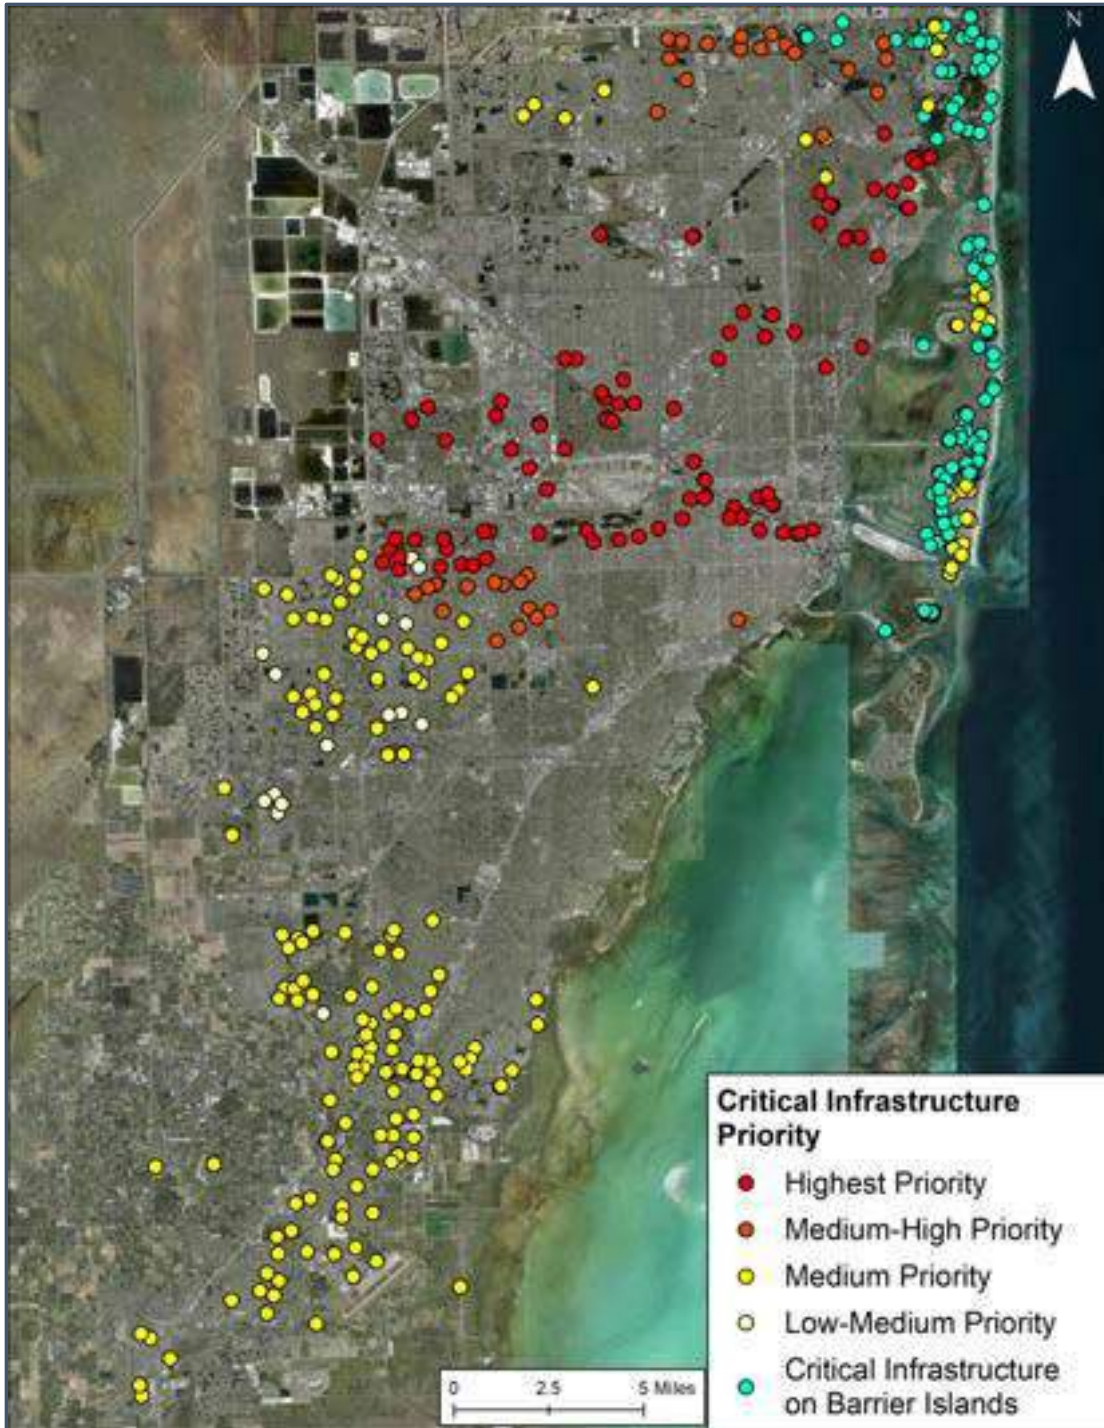 N
Critical Infrastructure
Priority
Highest Priority
Medium-High Priority
Medium Priority
Low-Medium Priority
Critical Infrastructure
on Barrier Islands
0 2.5 5 Miles